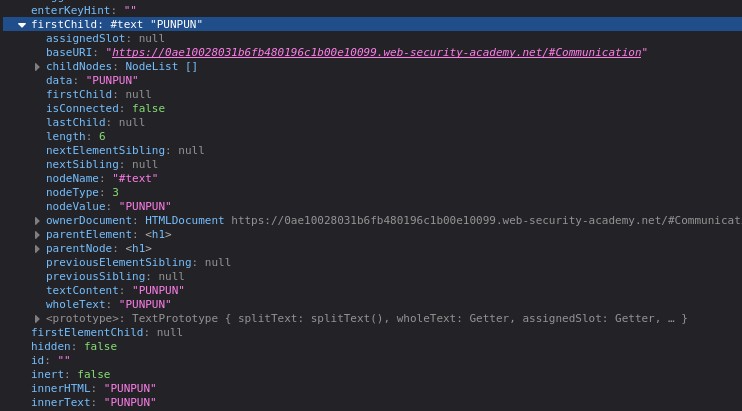 enterKeyHint: ""
firstChild: #text "PUNPUN"
assignedSlot: null
baseURI: "https://0ae10028031b6fb480196c1b00e10099.web-security-academy.net/#Communication"
childNodes: NodeList []
data: "PUNPUN"
firstChild: null
isConnected: false
lastChild: null
length: 6
nextElementSibling: null
nextSibling: null
nodeName: "#text"
nodeType: 3
nodeValue: "PUNPUN"
ownerDocument: HTMLDocument https://0ae10028031b6fb480196c1b00e10099.web-security-academy.net/#Communicat
parentElement: <h1>
parentNode: <h1>
previousElementSibling: null
previousSibling: null
textContent: "PUNPUN"
wholeText: "PUNPUN"
<prototype>: TextPrototype { splitText: splitText(), wholeText: Getter, assignedSlot: Getter, … }
firstElementChild: null
hidden: false
id: ""
inert: false
innerHTML: "PUNPUN"
innerText: "PUNPUN"